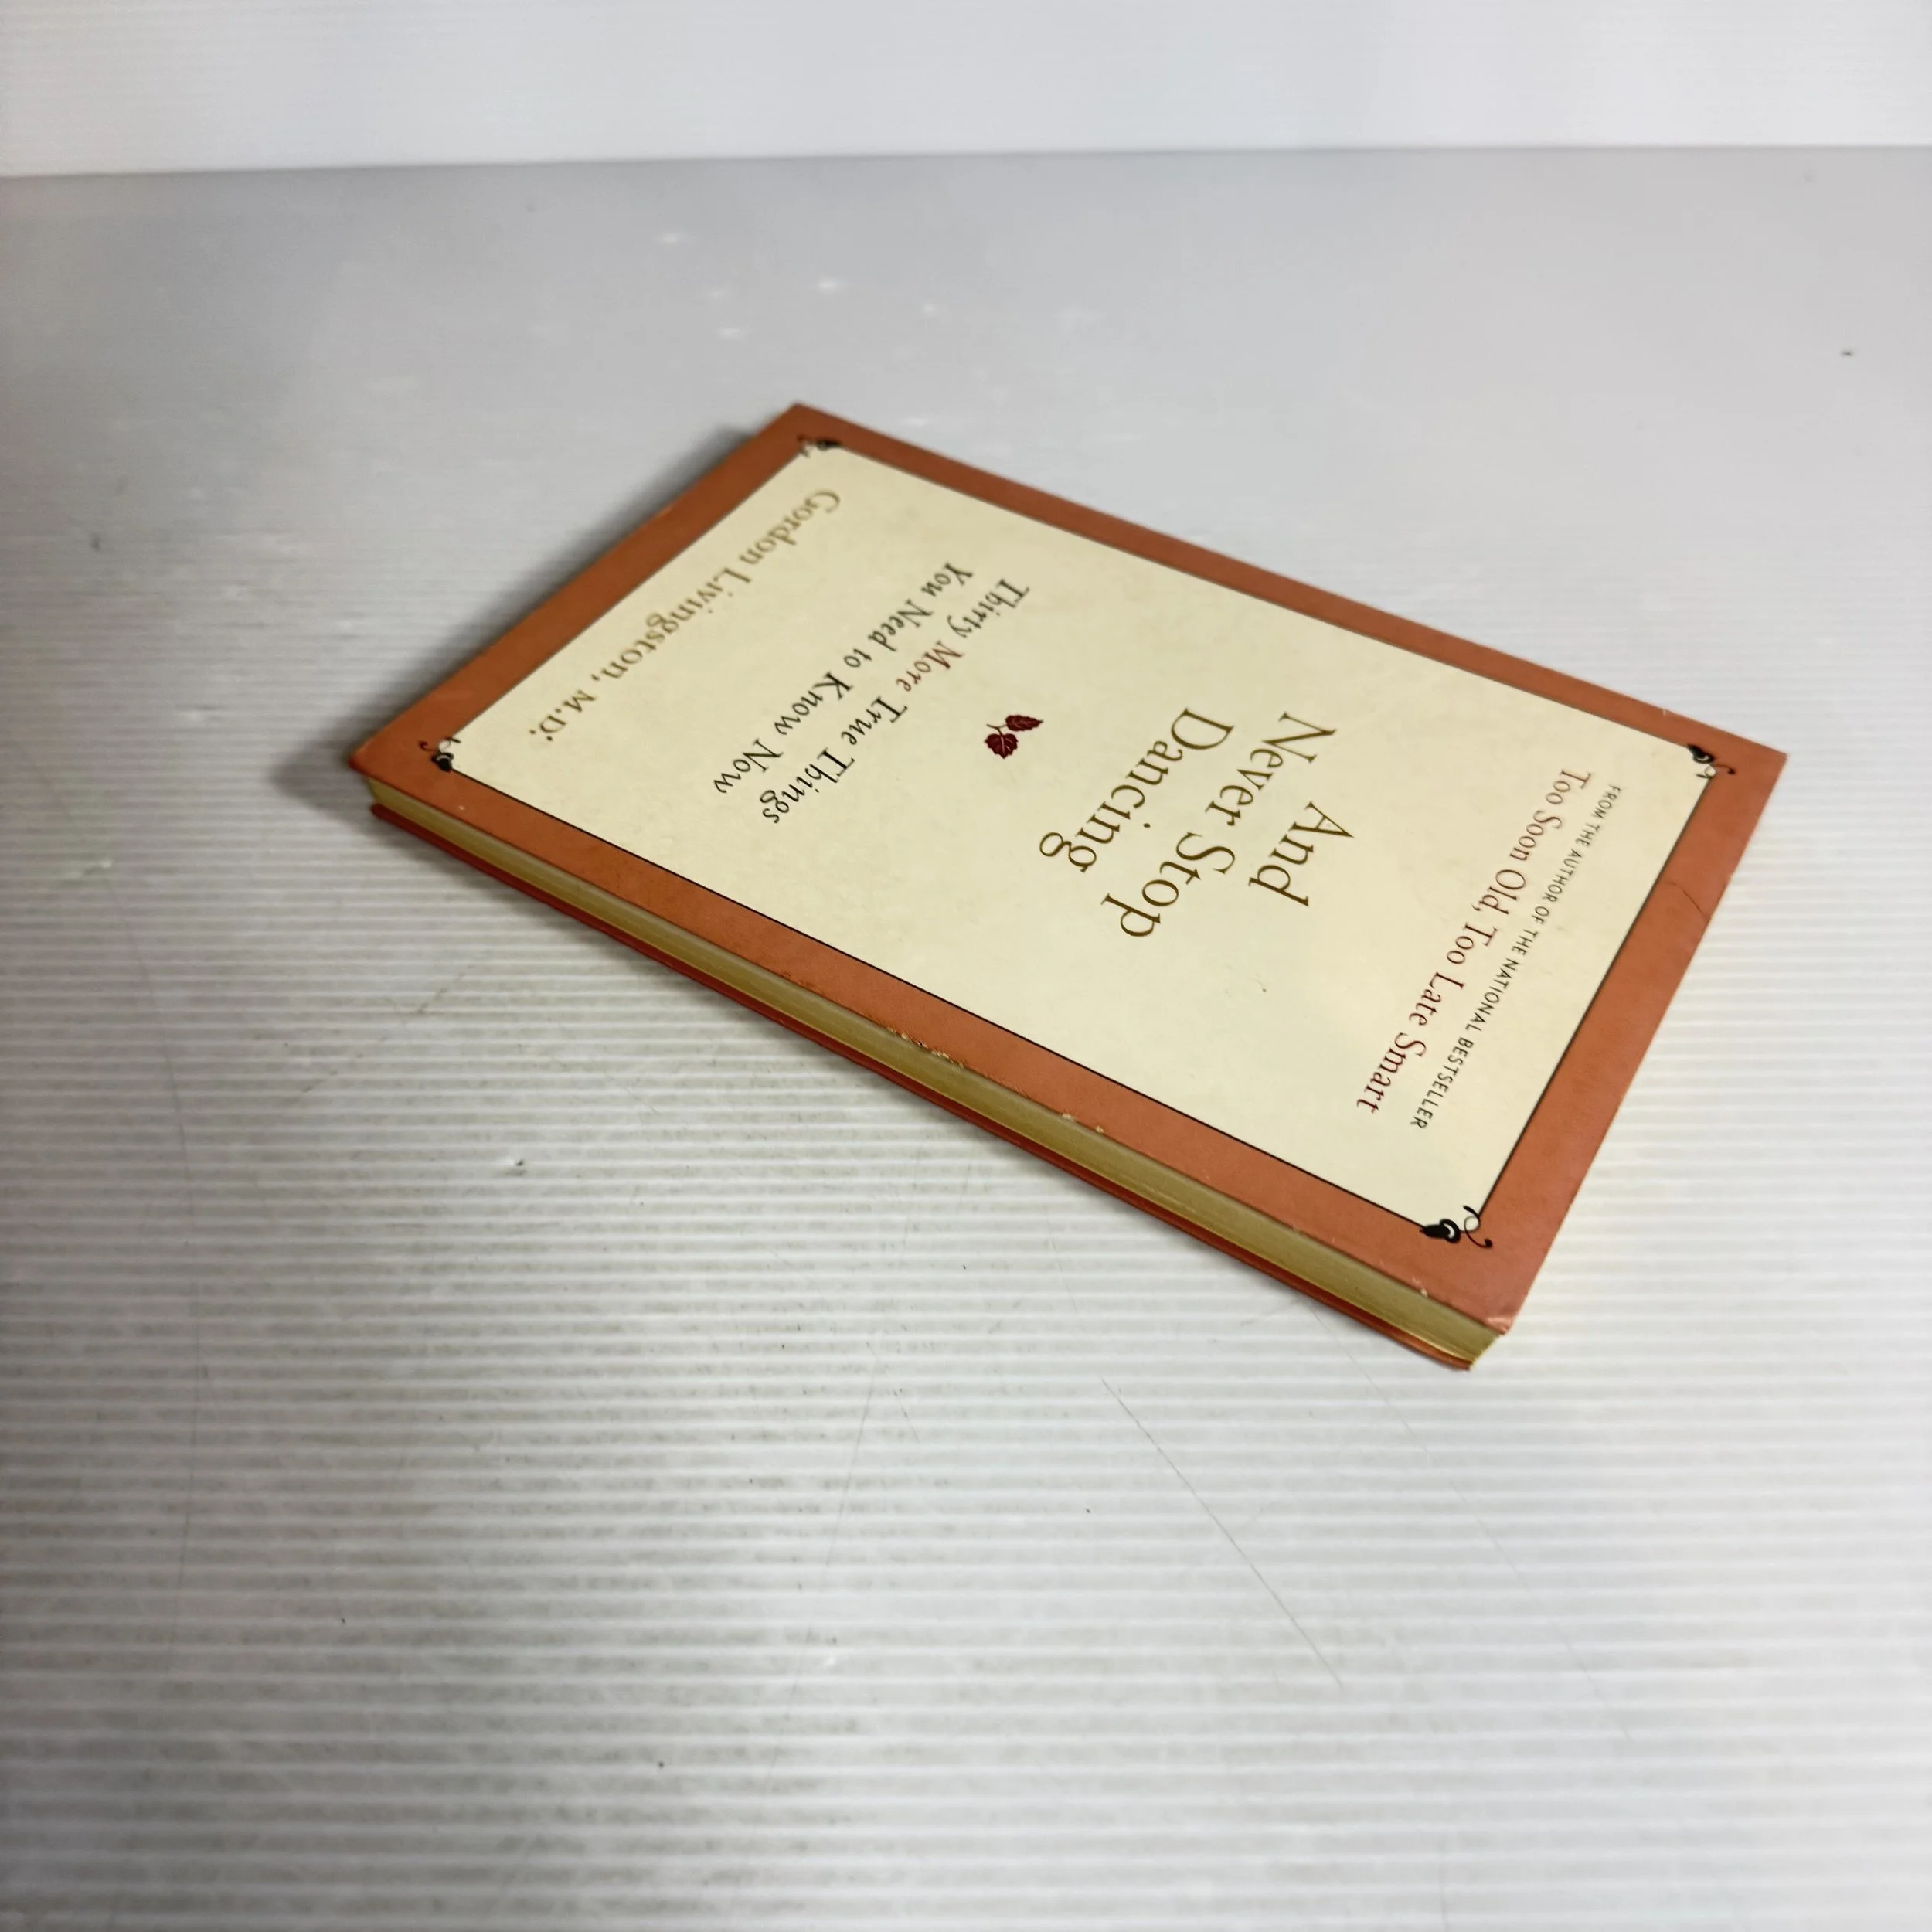 FROM THE AUTHOR OF THE NATIONAL BESTSELLER
Too Soon Old, Too Late Smart
And
Never Stop
Dancing
Thirty More True Things
You Need to Know Now
Gordon Livingston, M.D.